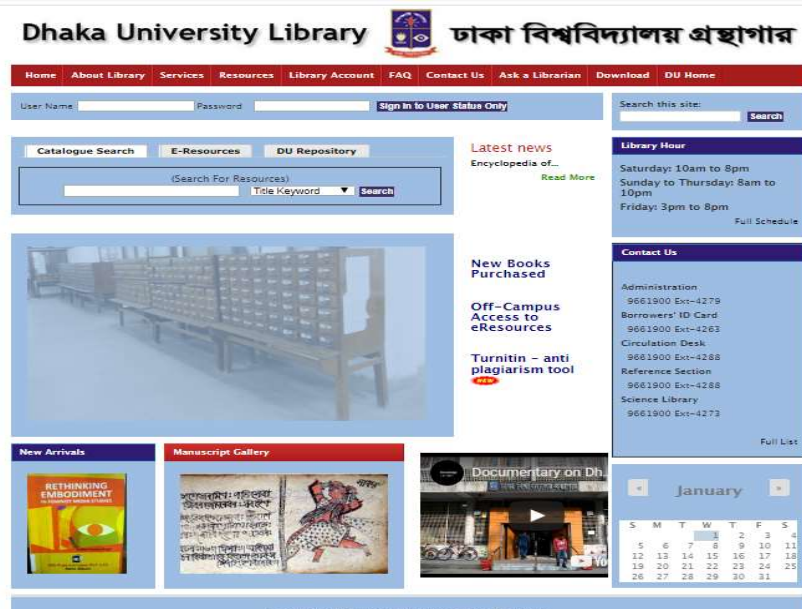 Dhaka University Library
ঢাকা বিশ্ববিদ্যালয় গ্রন্থাগার
Home About Library Services Resources Library Account FAQ Contact Us Ask a Librarian Download DU Home
User Name Password Sign In to User Status Only
Search this site:
Search
Catalogue Search E-Resources DU Repository
(Search For Resources)
Title Keyword Search
Latest news
Encyclopedia of...
Read More
Library Hour
Saturday: 10am to 8pm
Sunday to Thursday: 8am to
10pm
Friday: 3pm to 8pm
Full Schedule
New Books
Purchased
Off-Campus
Access to
eResources
Turnitin - anti
plagiarism tool
NEW
Contact Us
Administration
9661900 Ext-4279
Borrowers' ID Card
9661900 Ext-4263
Circulation Desk
9661900 Ext-4288
Reference Section
9661900 Ext-4288
Science Library
9661900 Ext-4273
Full List
New Arrivals
RETHINKING
EMBODIMENT
Manuscript Gallery
Documentary on Dh
January
S M T W T F S
1 2 3 4
5 6 7 8 9 10 11
12 13 14 15 16 17 18
19 20 21 22 23 24 25
26 27 28 29 30 31